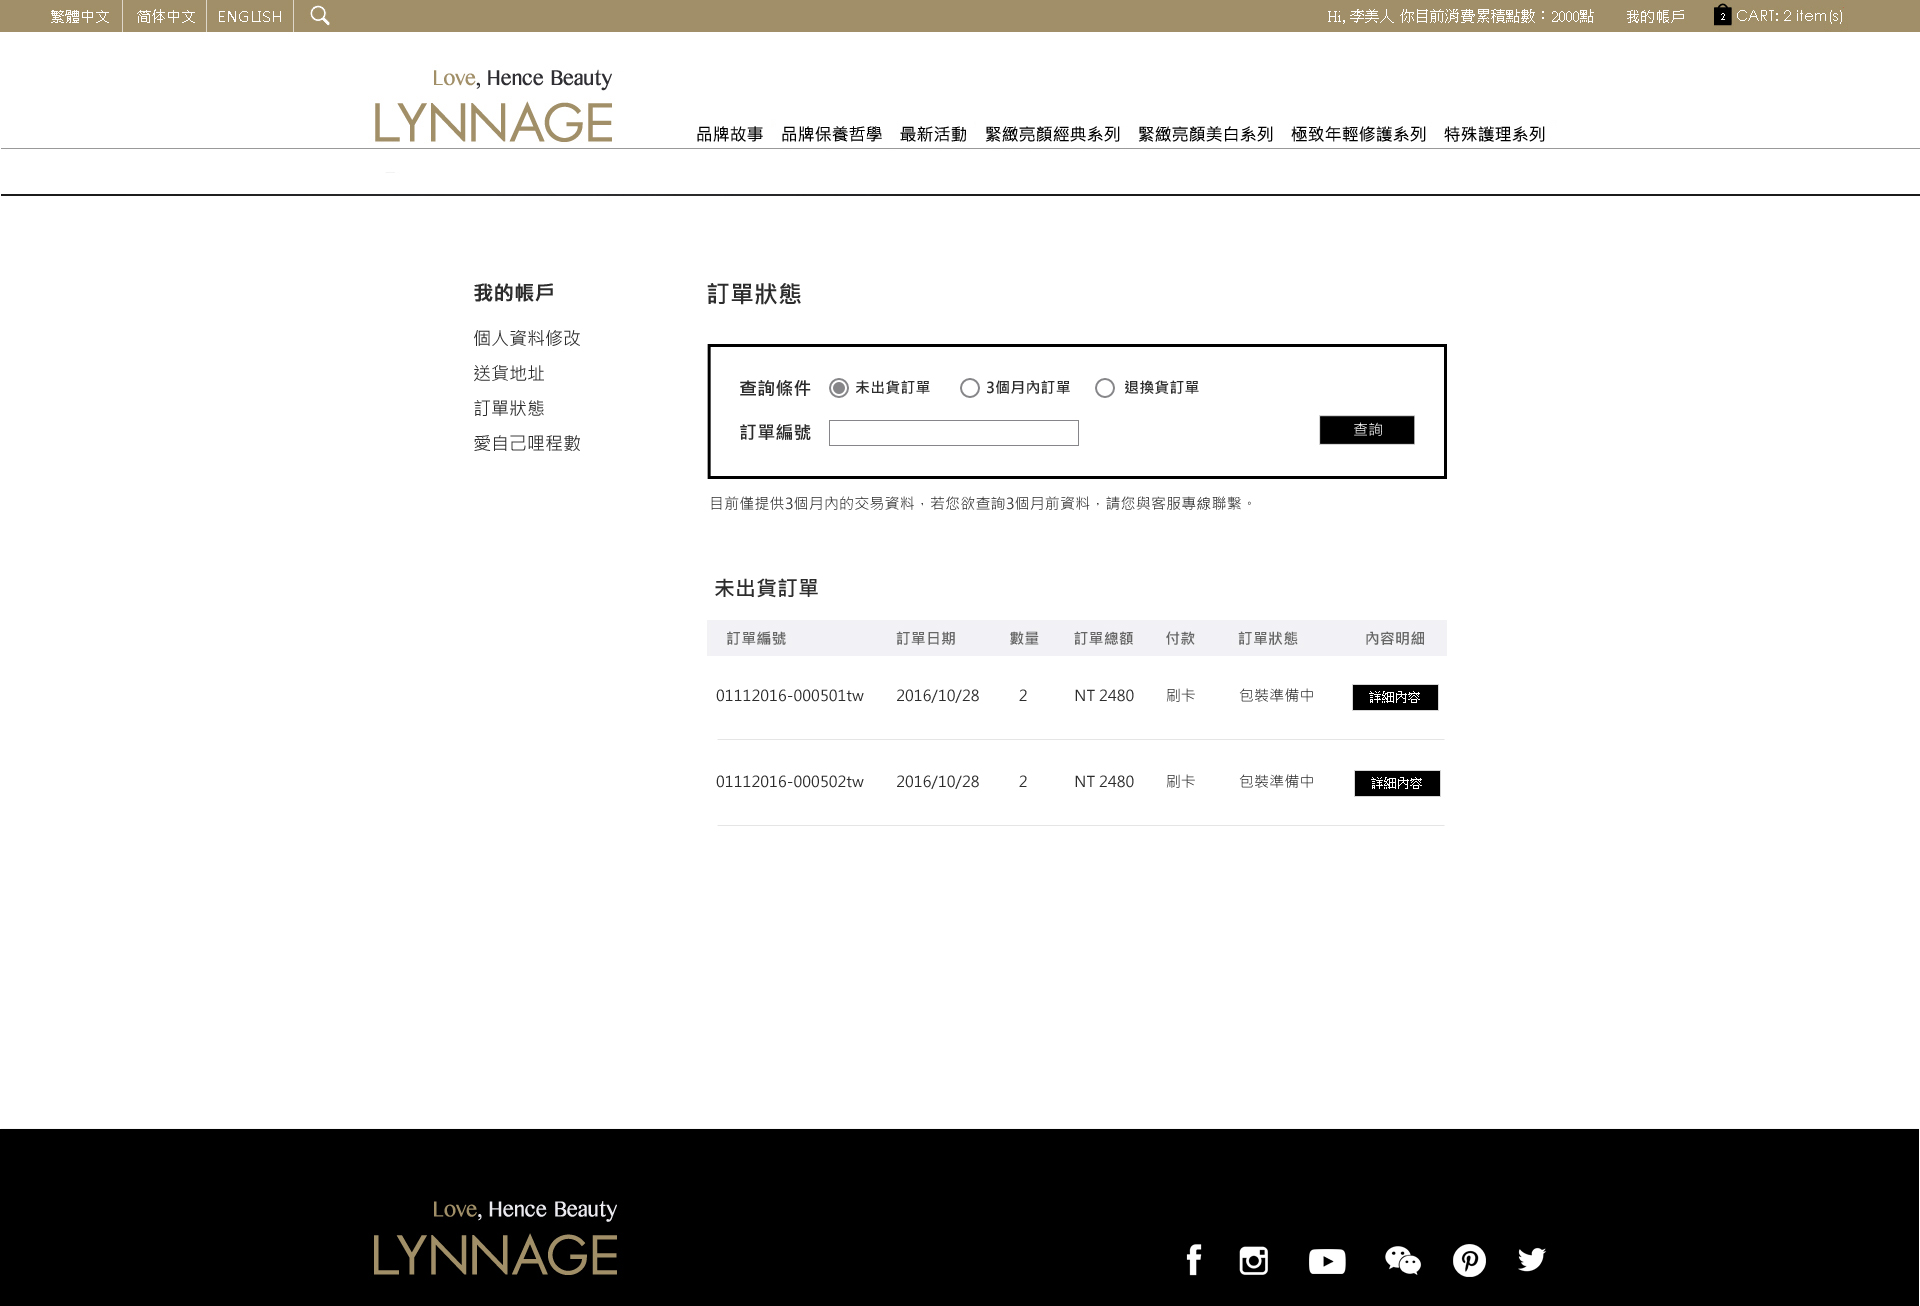 繁體中文 简体中文 ENGLISH
Hi, 李美人 你目前消費累積點數：2000點 我的帳戶 2 CART: 2 item(s)
Love, Hence Beauty
LYNNAGE
品牌故事 品牌保養哲學 最新活動 緊緻亮顏經典系列 緊緻亮顏美白系列 極致年輕修護系列 特殊護理系列
我的帳戶
個人資料修改
送貨地址
訂單狀態
愛自己哩程數
訂單狀態
查詢條件 未出貨訂單 3個月內訂單 退換貨訂單
訂單編號 查詢
目前僅提供3個月內的交易資料，若您欲查詢3個月前資料，請您與客服專線聯繫。
未出貨訂單
訂單編號 訂單日期 數量 訂單總額 付款 訂單狀態 內容明細
01112016-000501tw 2016/10/28 2 NT 2480 刷卡 包裝準備中 詳細內容
01112016-000502tw 2016/10/28 2 NT 2480 刷卡 包裝準備中 詳細內容
Love, Hence Beauty
LYNNAGE